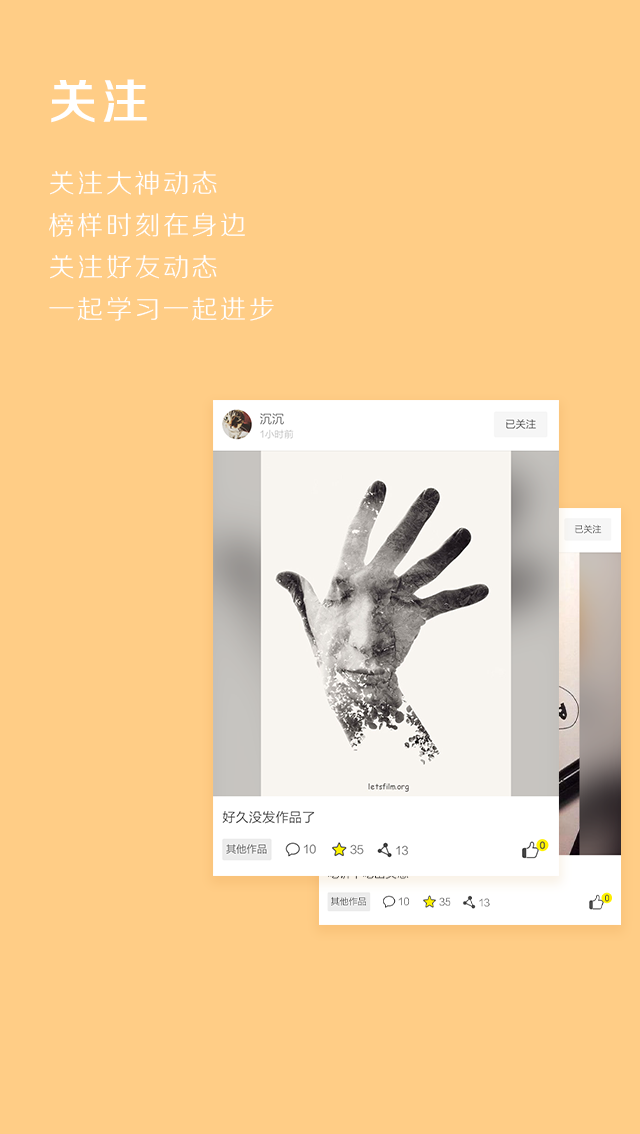 关注
关注大神动态
榜样时刻在身边
关注好友动态
一起学习一起进步
沉沉
1小时前
已关注
letsfilm.org
好久没发作品了
其他作品
10
35
13
0
已关注
其他作品
10
35
13
0